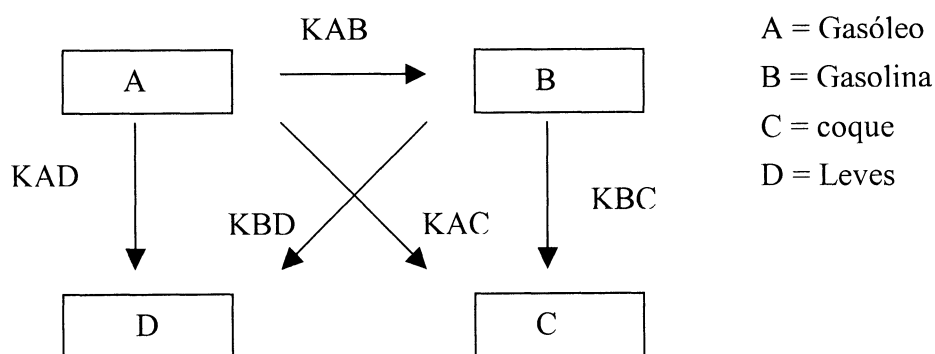 KAB
A
B
KAD
KBD
KAC
KBC
D
C
A = Gasóleo
B = Gasolina
C = coque
D = Leves